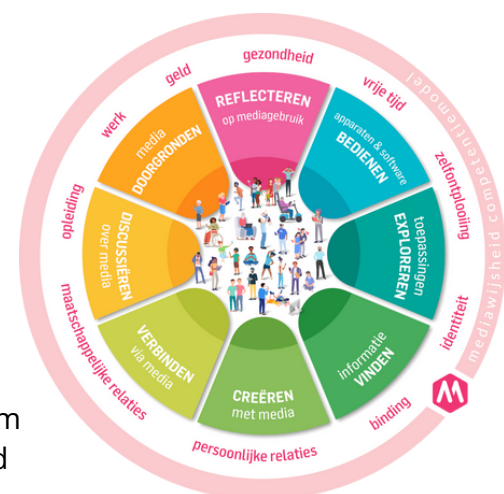 gezondheid
vrije tijd
zelfontplooiing
identiteit
binding
persoonlijke relaties
maatschappelijke relaties
opleiding
werk
geld
mediawijsheid competentiemodel
REFLECTEREN
op mediagebruik
apparaten & software
BEDIENEN
toepassingen
EXPLOREREN
informatie
VINDEN
CREËREN
met media
VERBINDEN
via media
DISCUSSIËREN
over media
media
DOORGRONDEN
m
d